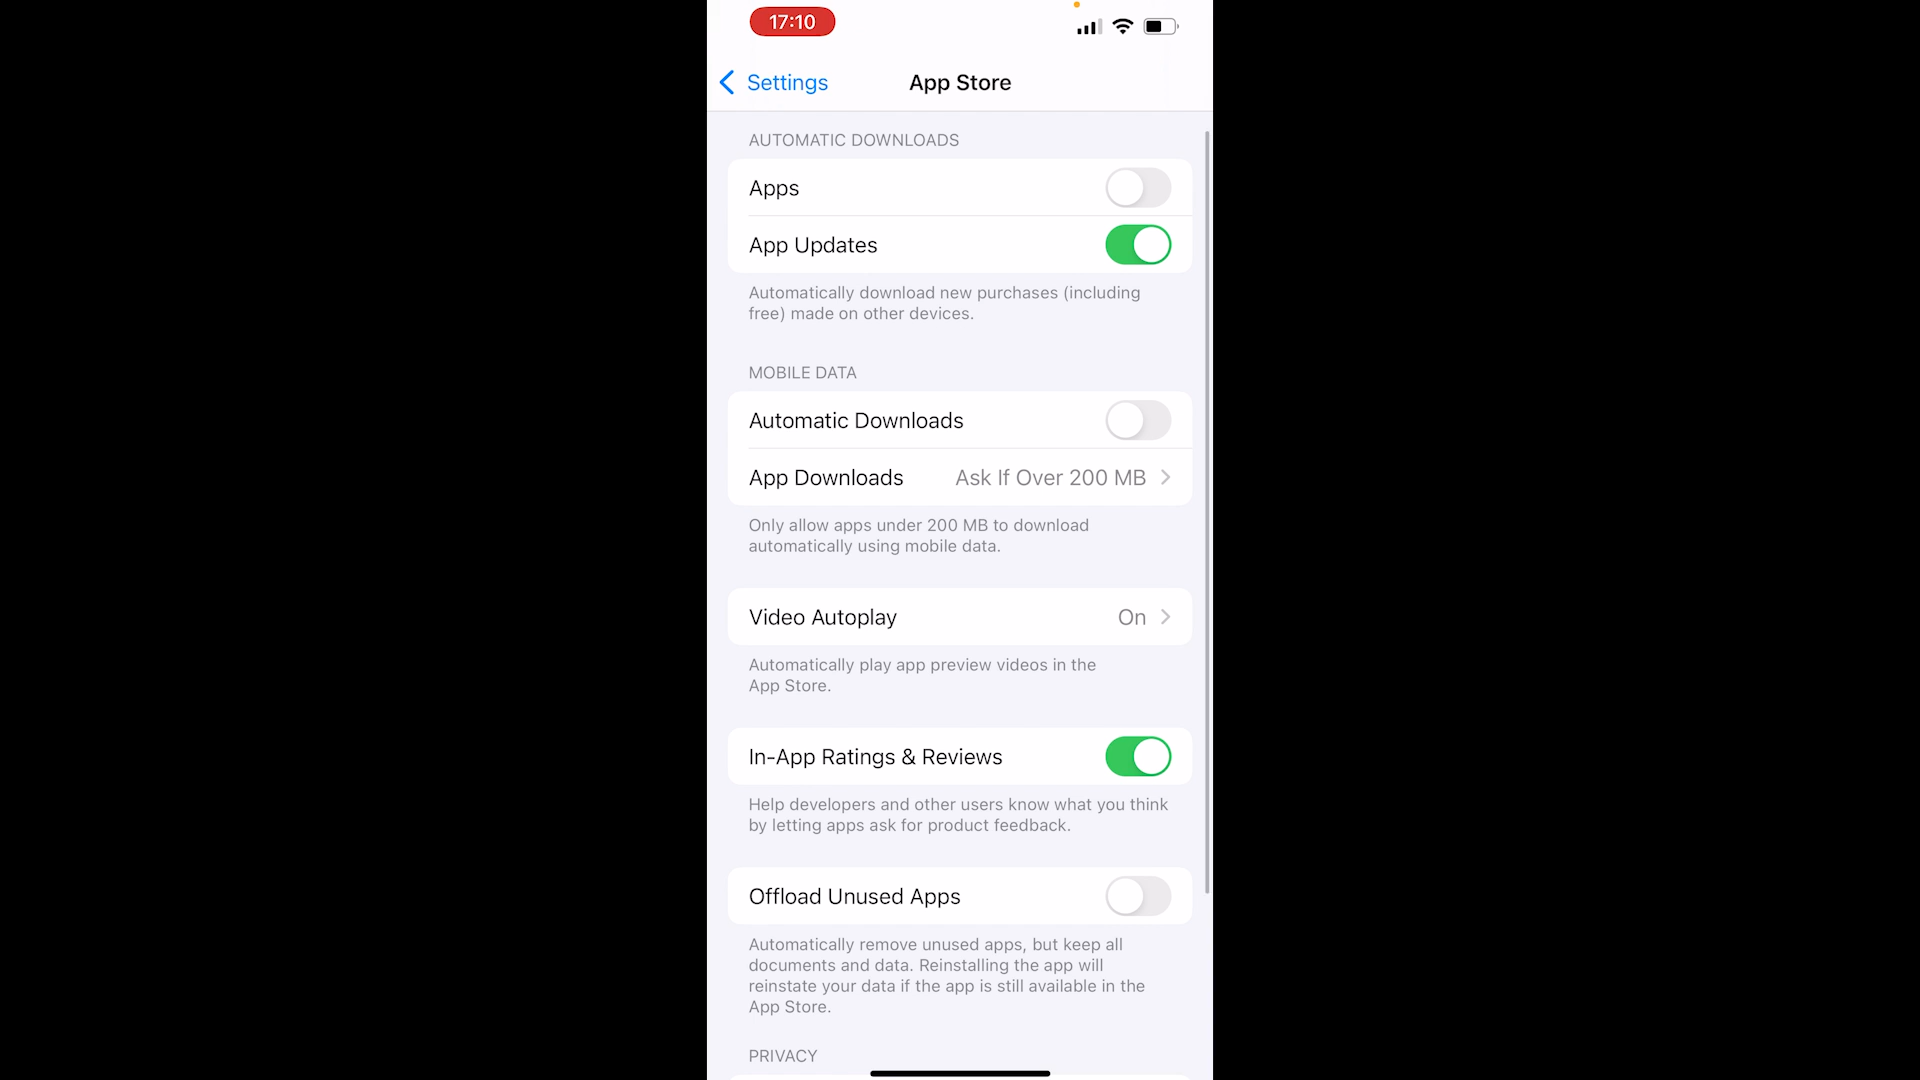 17:10
Settings
App Store
AUTOMATIC DOWNLOADS
Apps
App Updates
Automatically download new purchases (including
free) made on other devices.
MOBILE DATA
Automatic Downloads
App Downloads Ask If Over 200 MB
Only allow apps under 200 MB to download
automatically using mobile data.
Video Autoplay On
Automatically play app preview videos in the
App Store.
In-App Ratings & Reviews
Help developers and other users know what you think
by letting apps ask for product feedback.
Offload Unused Apps
Automatically remove unused apps, but keep all
documents and data. Reinstalling the app will
reinstate your data if the app is still available in the
App Store.
PRIVACY